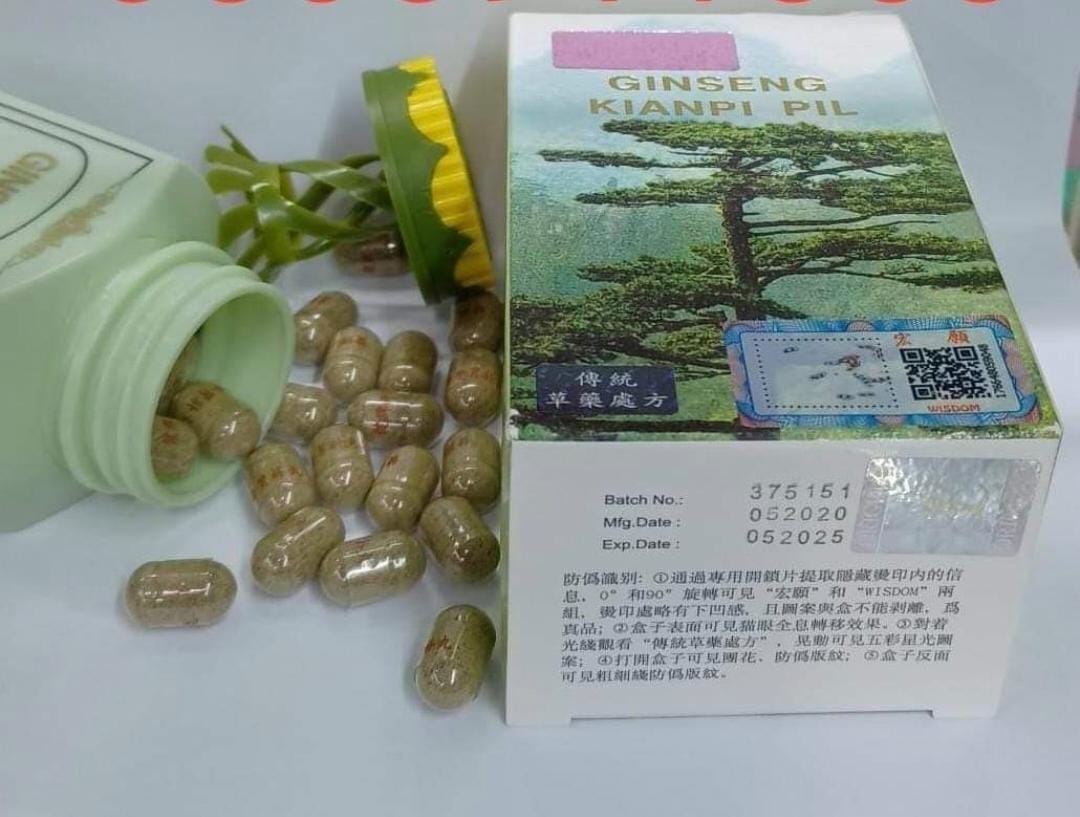 GINSENG
KIANPI PIL
GIN
傳統
草藥處方
宏 願
WISDOM
Batch No.: 375151
Mfg.Date : 052020
Exp.Date : 052025
防僞識别: ①通過專用開鎖片提取隱藏燙印内的信
息, 0° 和90° 旋轉可見 “宏願” 和 “WISDOM” 兩
組, 燙印處略有下凹感, 且圖案與盒不能剥離, 爲
真品; ②盒子表面可見猫眼全息轉移效果。③對着
光綫觀看 “傳統草藥處方” , 晃動可見五彩星光圖
案; ④打開盒子可見團花、防僞版紋; ⑤盒子反面
可見粗細綫防僞版紋。